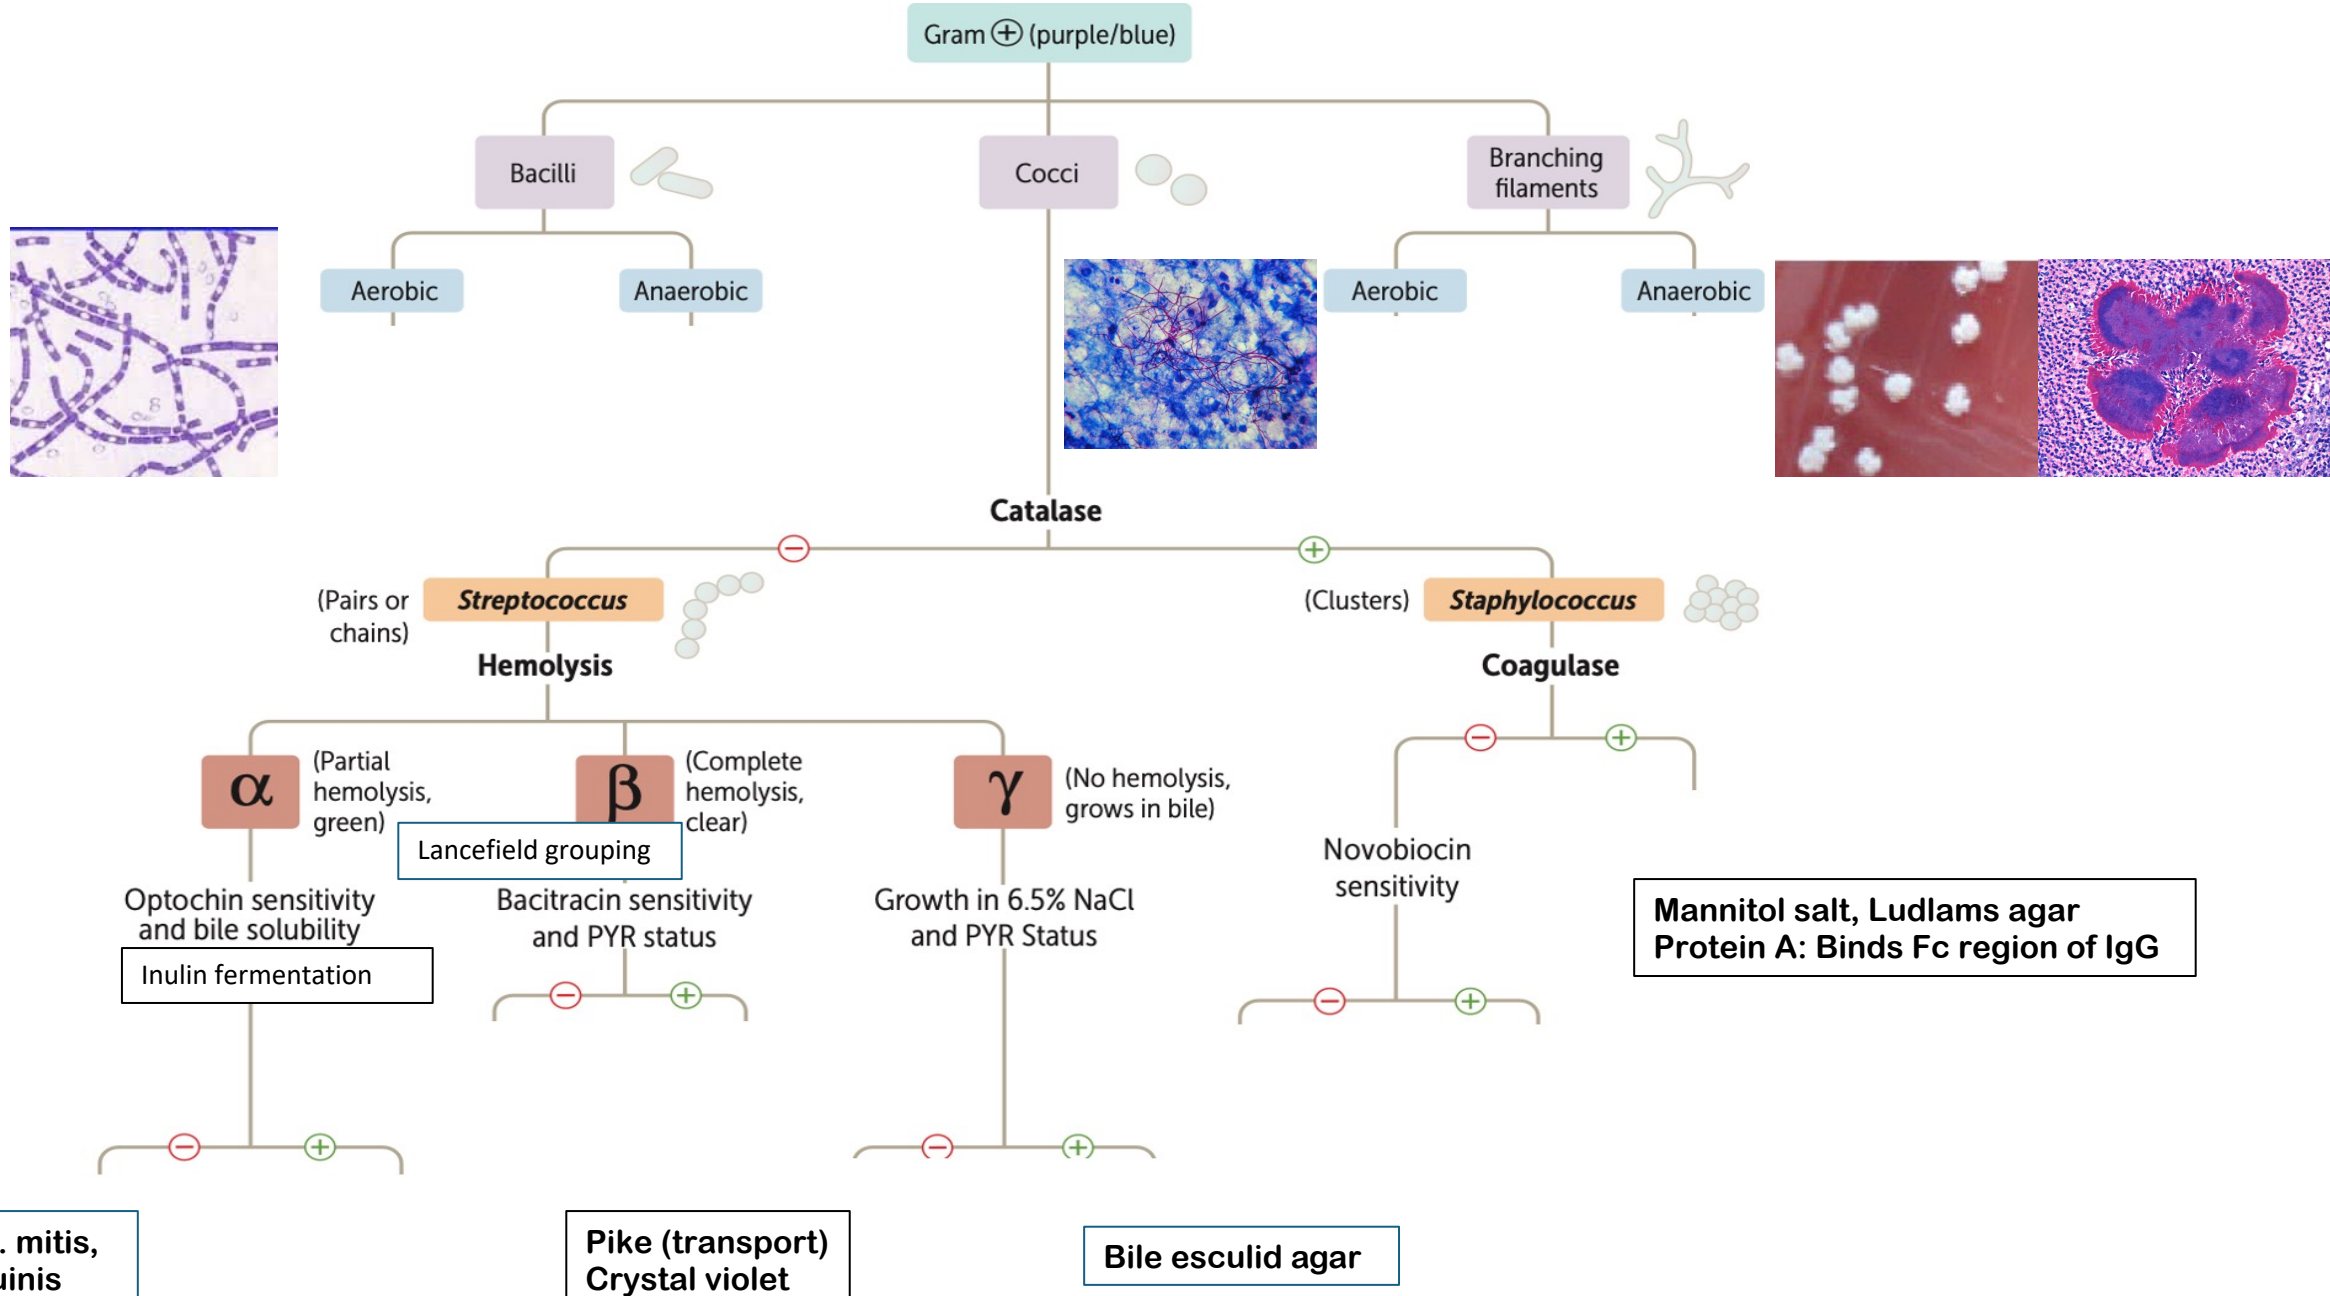 Gram ⊕ (purple/blue)
Bacilli
Cocci
Branching
filaments
Aerobic
Anaerobic
Aerobic
Anaerobic
Catalase
(Pairs or
chains)
Streptococcus
(Clusters)
Staphylococcus
Hemolysis
Coagulase
α
(Partial
hemolysis,
green)
β
(Complete
hemolysis,
clear)
γ
(No hemolysis,
grows in bile)
Lancefield grouping
Optochin sensitivity
and bile solubility
Inulin fermentation
Bacitracin sensitivity
and PYR status
Growth in 6.5% NaCl
and PYR Status
Novobiocin
sensitivity
Mannitol salt, Ludlams agar
Protein A: Binds Fc region of IgG
. mitis,
uinis
Pike (transport)
Crystal violet
Bile esculid agar